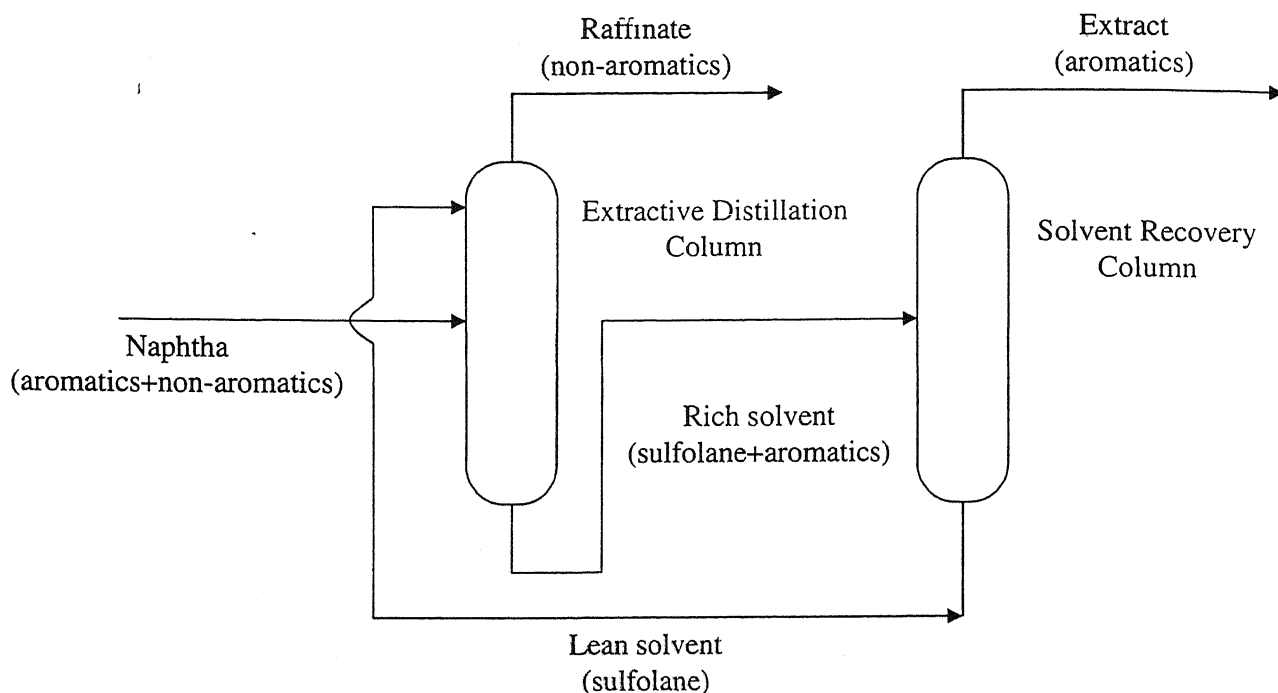 Raffinate
(non-aromatics)
Extract
(aromatics)
Extractive Distillation
Column
Solvent Recovery
Column
Naphtha
(aromatics+non-aromatics)
Rich solvent
(sulfolane+aromatics)
Lean solvent
(sulfolane)